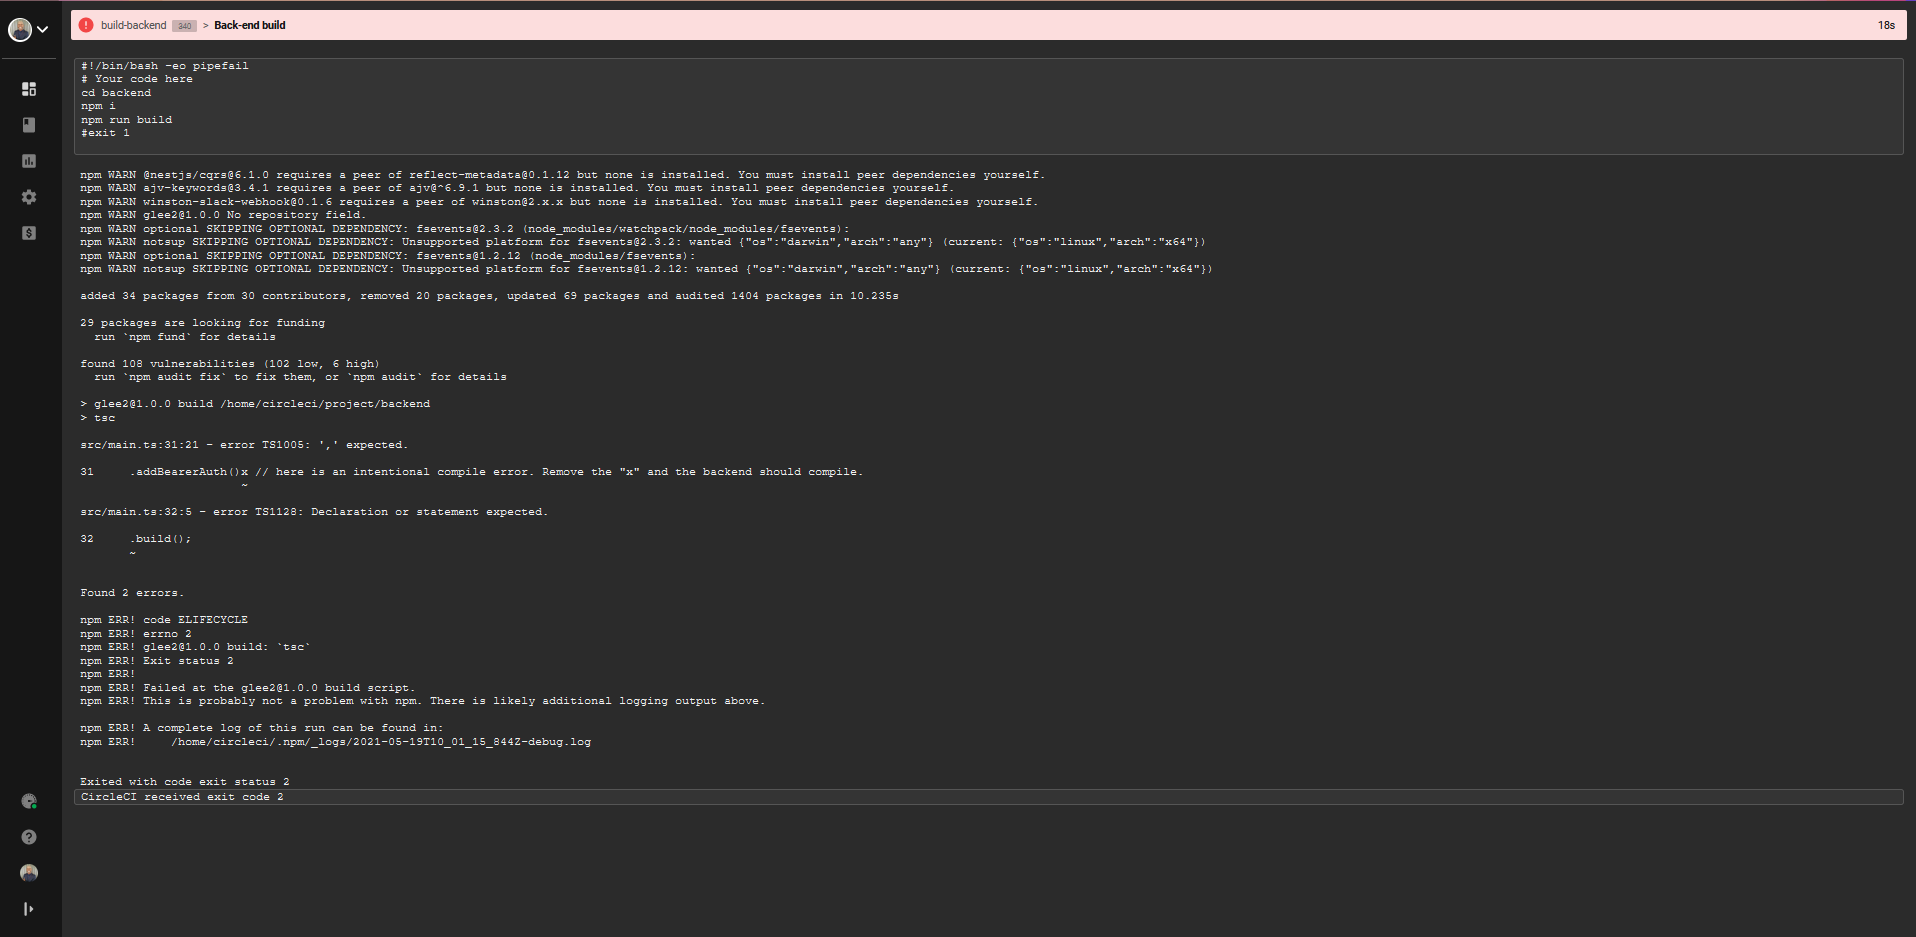 build-backend 340 > Back-end build 18s
#!/bin/bash -eo pipefail
# Your code here
cd backend
npm i
npm run build
#exit 1
npm WARN @nestjs/cqrs@6.1.0 requires a peer of reflect-metadata@0.1.12 but none is installed. You must install peer dependencies yourself.
npm WARN ajv-keywords@3.4.1 requires a peer of ajv@^6.9.1 but none is installed. You must install peer dependencies yourself.
npm WARN winston-slack-webhook@0.1.6 requires a peer of winston@2.x.x but none is installed. You must install peer dependencies yourself.
npm WARN glee2@1.0.0 No repository field.
npm WARN optional SKIPPING OPTIONAL DEPENDENCY: fsevents@2.3.2 (node_modules/watchpack/node_modules/fsevents):
npm WARN notsup SKIPPING OPTIONAL DEPENDENCY: Unsupported platform for fsevents@2.3.2: wanted {"os":"darwin","arch":"any"} (current: {"os":"linux","arch":"x64"})
npm WARN optional SKIPPING OPTIONAL DEPENDENCY: fsevents@1.2.12 (node_modules/fsevents):
npm WARN notsup SKIPPING OPTIONAL DEPENDENCY: Unsupported platform for fsevents@1.2.12: wanted {"os":"darwin","arch":"any"} (current: {"os":"linux","arch":"x64"})
added 34 packages from 30 contributors, removed 20 packages, updated 69 packages and audited 1404 packages in 10.235s
29 packages are looking for funding
run `npm fund` for details
found 108 vulnerabilities (102 low, 6 high)
run `npm audit fix` to fix them, or `npm audit` for details
> glee2@1.0.0 build /home/circleci/project/backend
> tsc
src/main.ts:31:21 - error TS1005: ',' expected.
31     .addBearerAuth()x // here is an intentional compile error. Remove the "x" and the backend should compile.
~
src/main.ts:32:5 - error TS1128: Declaration or statement expected.
32     .build();
~
Found 2 errors.
npm ERR! code ELIFECYCLE
npm ERR! errno 2
npm ERR! glee2@1.0.0 build: `tsc`
npm ERR! Exit status 2
npm ERR!
npm ERR! Failed at the glee2@1.0.0 build script.
npm ERR! This is probably not a problem with npm. There is likely additional logging output above.
npm ERR! A complete log of this run can be found in:
npm ERR!     /home/circleci/.npm/_logs/2021-05-19T10_01_15_844Z-debug.log
Exited with code exit status 2
CircleCI received exit code 2